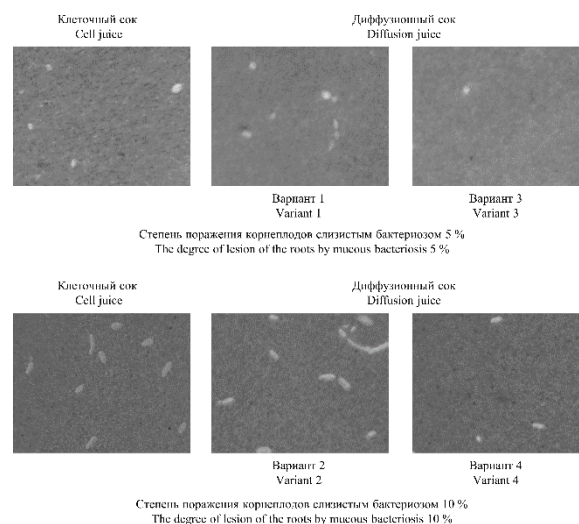 Клеточный сок
Cell juice
Диффузионный сок
Diffusion juice
Вариант 1
Variant 1
Вариант 3
Variant 3
Степень поражения корнеплодов слизистым бактериозом 5 %
The degree of lesion of the roots by mucous bacteriosis 5 %
Клеточный сок
Cell juice
Диффузионный сок
Diffusion juice
Вариант 2
Variant 2
Вариант 4
Variant 4
Степень поражения корнеплодов слизистым бактериозом 10 %
The degree of lesion of the roots by mucous bacteriosis 10 %